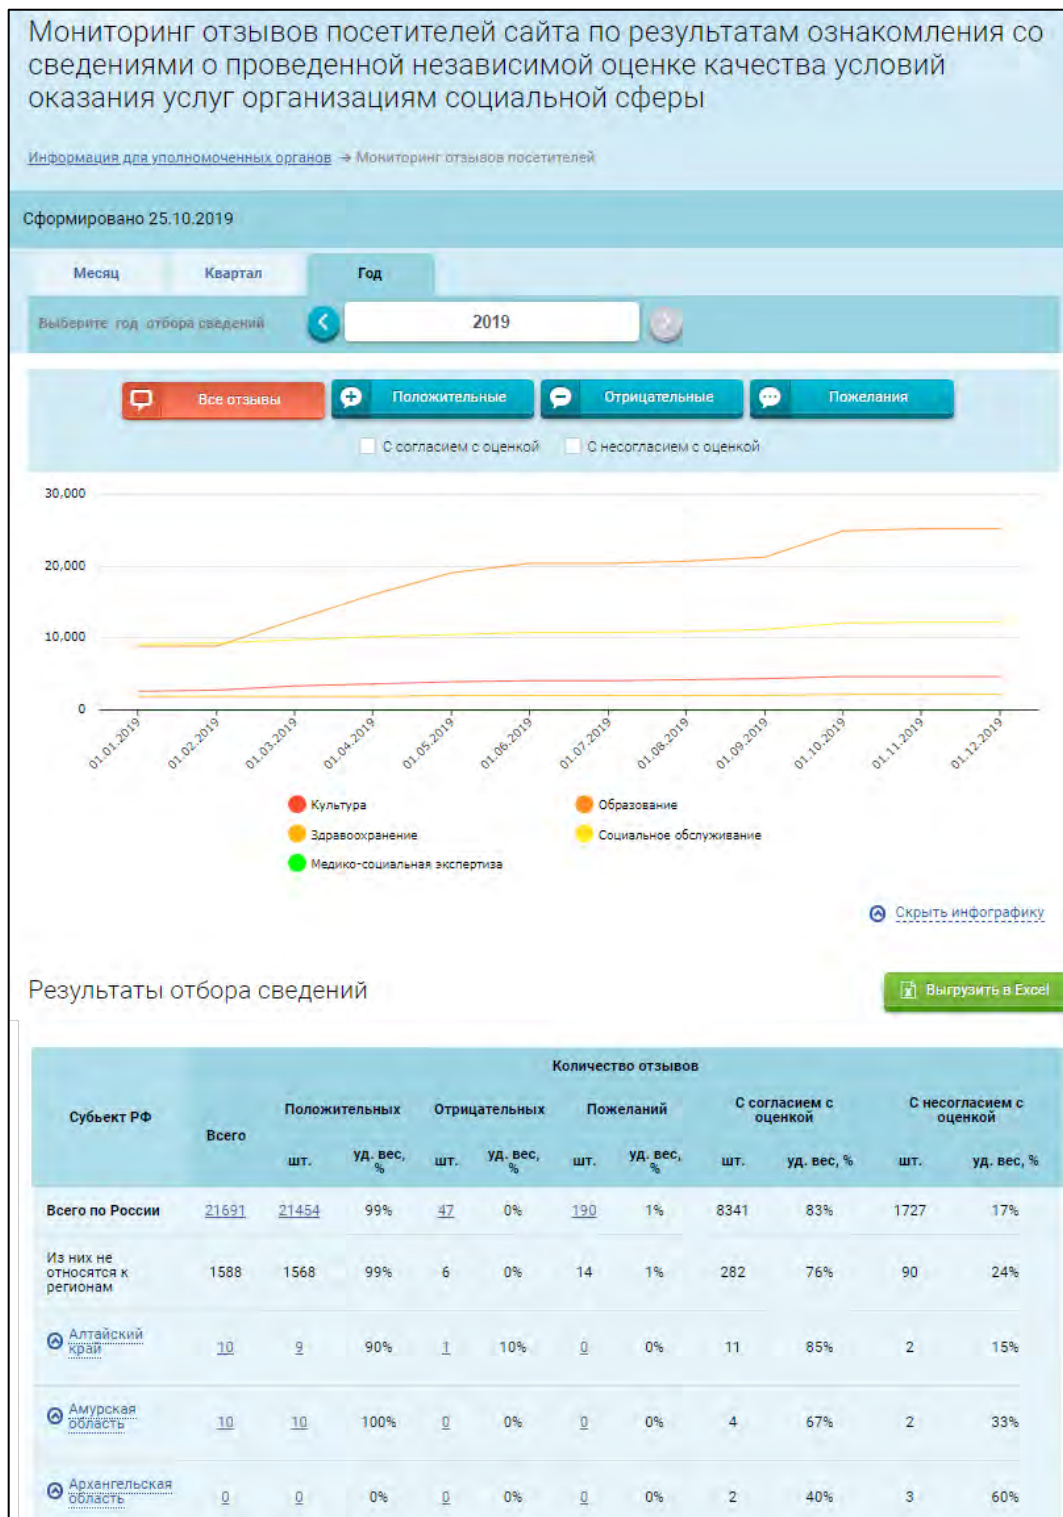 Мониторинг отзывов посетителей сайта по результатам ознакомления со
сведениями о проведенной независимой оценке качества условий
оказания услуг организациям социальной сферы
Информация для уполномоченных органов → Мониторинг отзывов посетителей
Сформировано 25.10.2019
Месяц Квартал Год
Выберите год отбора сведений 2019
Все отзывы Положительные Отрицательные Пожелания
С согласием с оценкой С несогласием с оценкой
30,000
20,000
10,000
0
01.01.2019 01.02.2019 01.03.2019 01.04.2019 01.05.2019 01.06.2019 01.07.2019 01.08.2019 01.09.2019 01.10.2019 01.11.2019 01.12.2019
Культура Образование
Здравоохранение Социальное обслуживание
Медико-социальная экспертиза
Скрыть инфографику
Результаты отбора сведений Выгрузить в Excel
Количество отзывов
Субъект РФ Всего Положительных Отрицательных Пожеланий С согласием с оценкой С несогласием с оценкой
шт. уд. вес, % шт. уд. вес, % шт. уд. вес, % шт. уд. вес, % шт. уд. вес, %
Всего по России 21691 21454 99% 47 0% 190 1% 8341 83% 1727 17%
Из них не
относятся к 1588 1568 99% 6 0% 14 1% 282 76% 90 24%
регионам
Алтайский
край 10 9 90% 1 10% 0 0% 11 85% 2 15%
Амурская
область 10 10 100% 0 0% 0 0% 4 67% 2 33%
Архангельская
область 0 0 0% 0 0% 0 0% 2 40% 3 60%